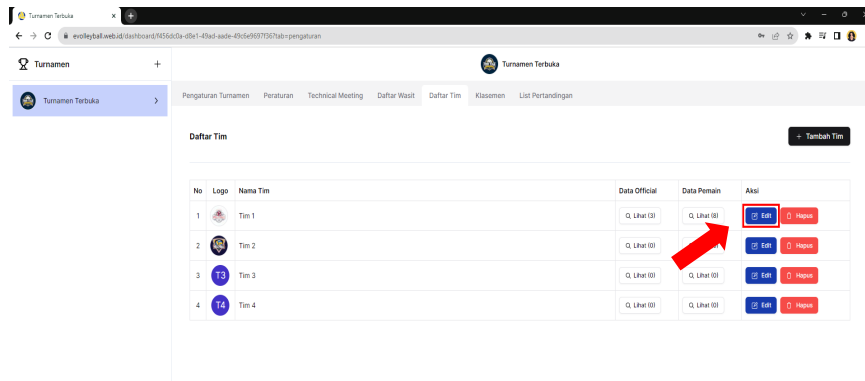 Turnamen Terbuka
evolleyball.web.id/dashboard/f456dc0a-d8e1-49ad-aade-49c6e9697f36?tab=pengaturan
Turnamen
Turnamen Terbuka
Turnamen Terbuka
Pengaturan Turnamen Peraturan Technical Meeting Daftar Wasit Daftar Tim Klasemen List Pertandingan
Daftar Tim
+ Tambah Tim
No Logo Nama Tim Data Official Data Pemain Aksi
1 Tim 1 Lihat (3) Lihat (8) Edit Hapus
2 Tim 2 Lihat (0) Edit Hapus
3 T3 Tim 3 Lihat (0) Lihat (0) Edit Hapus
4 T4 Tim 4 Lihat (0) Lihat (0) Edit Hapus